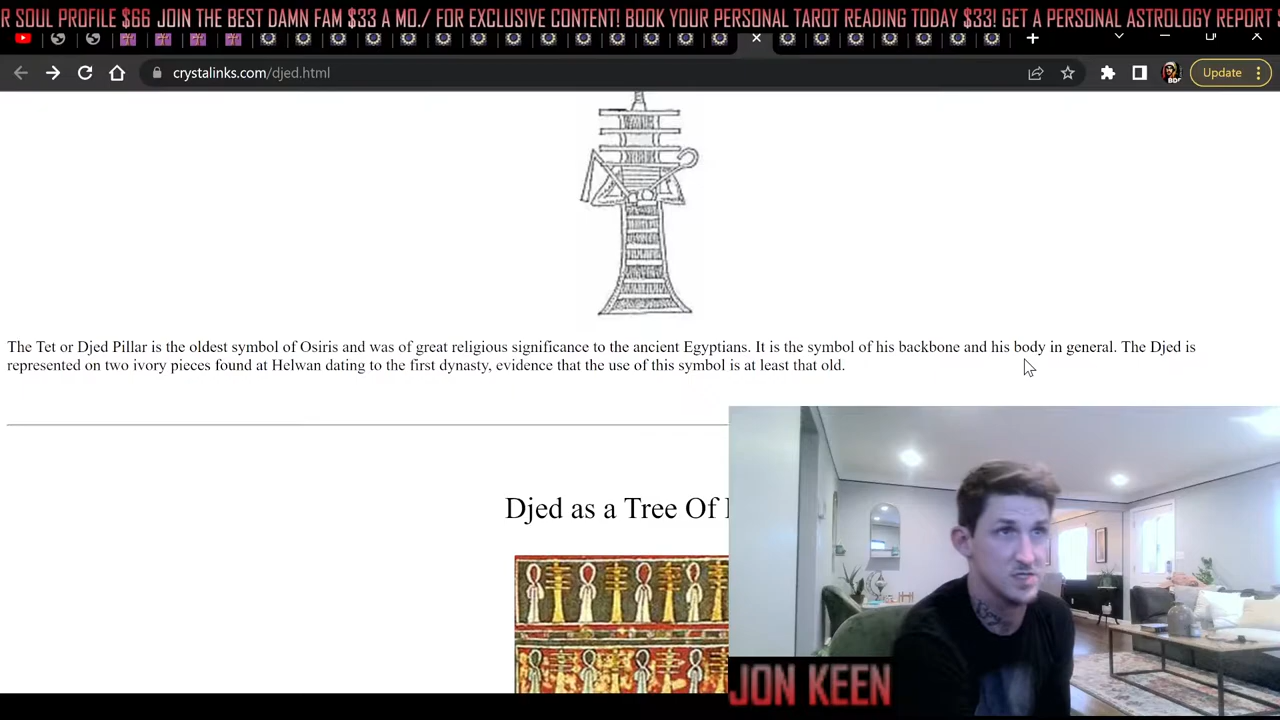 R SOUL PROFILE $66 JOIN THE BEST DAMN FAM $33 A MO./ FOR EXCLUSIVE CONTENT! BOOK YOUR PERSONAL TAROT READING TODAY $33! GET A PERSONAL ASTROLOGY REPORT
crystalinks.com/djed.html
Update
The Tet or Djed Pillar is the oldest symbol of Osiris and was of great religious significance to the ancient Egyptians. It is the symbol of his backbone and his body in general. The Djed is
represented on two ivory pieces found at Helwan dating to the first dynasty, evidence that the use of this symbol is at least that old.
Djed as a Tree Of
JON KEEN